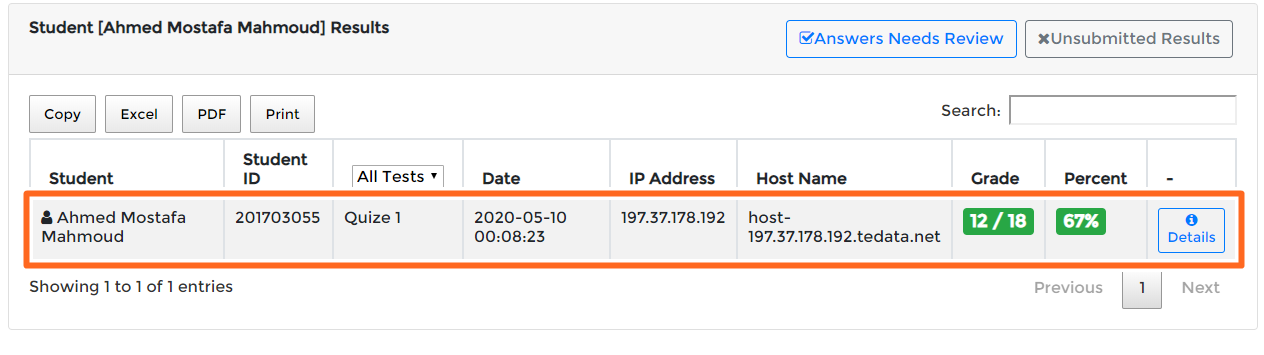 Student [Ahmed Mostafa Mahmoud] Results
Answers Needs Review
Unsubmitted Results
Copy
Excel
PDF
Print
Search:
Student
Student
ID
All Tests
Date
IP Address
Host Name
Grade
Percent
-
Ahmed Mostafa
Mahmoud
201703055
Quize 1
2020-05-10
00:08:23
197.37.178.192
host-
197.37.178.192.tedata.net
12 / 18
67%
Details
Showing 1 to 1 of 1 entries
Previous
1
Next